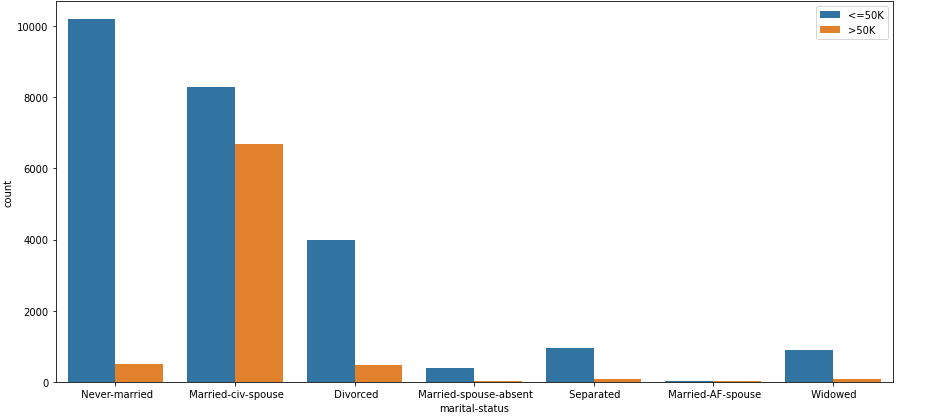 <=50K
>50K
10000
8000
6000
4000
2000
0
count
Never-married Married-civ-spouse Divorced Married-spouse-absent Separated Married-AF-spouse Widowed
marital-status